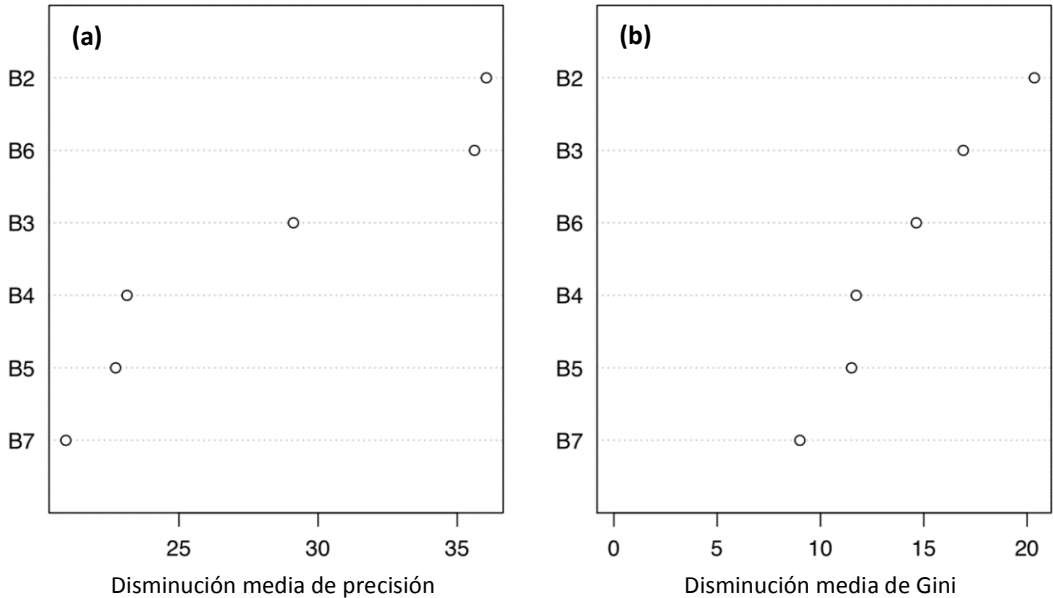 (a)
B2
B6
B3
B4
B5
B7
25 30 35
Disminución media de precisión
(b)
B2
B3
B6
B4
B5
B7
0 5 10 15 20
Disminución media de Gini